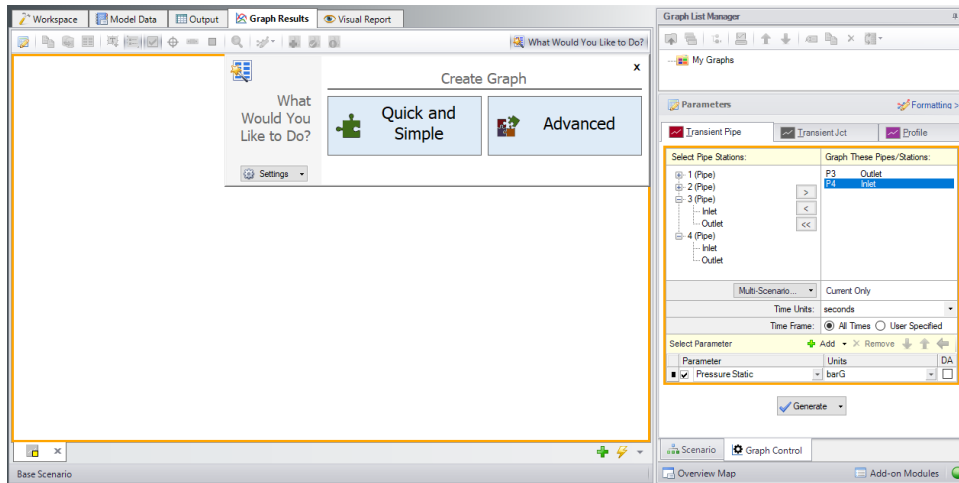 Workspace Model Data Output Graph Results Visual Report
What Would You Like to Do?
x
Create Graph
What
Would You
Like to Do?
Quick and
Simple
Advanced
Settings
x
Base Scenario
Graph List Manager
My Graphs
Parameters
Formatting >
Transient Pipe Transient Jct Profile
Select Pipe Stations: Graph These Pipes/Stations:
1 (Pipe)
2 (Pipe)
3 (Pipe)
Inlet
Outlet
4 (Pipe)
Inlet
Outlet
>
<
<<
P3 Outlet
P4 Inlet
Multi-Scenario... Current Only
Time Units: seconds
Time Frame: All Times User Specified
Select Parameter Add Remove
Parameter Units DA
Pressure Static barG
Generate
Scenario Graph Control
Overview Map Add-on Modules